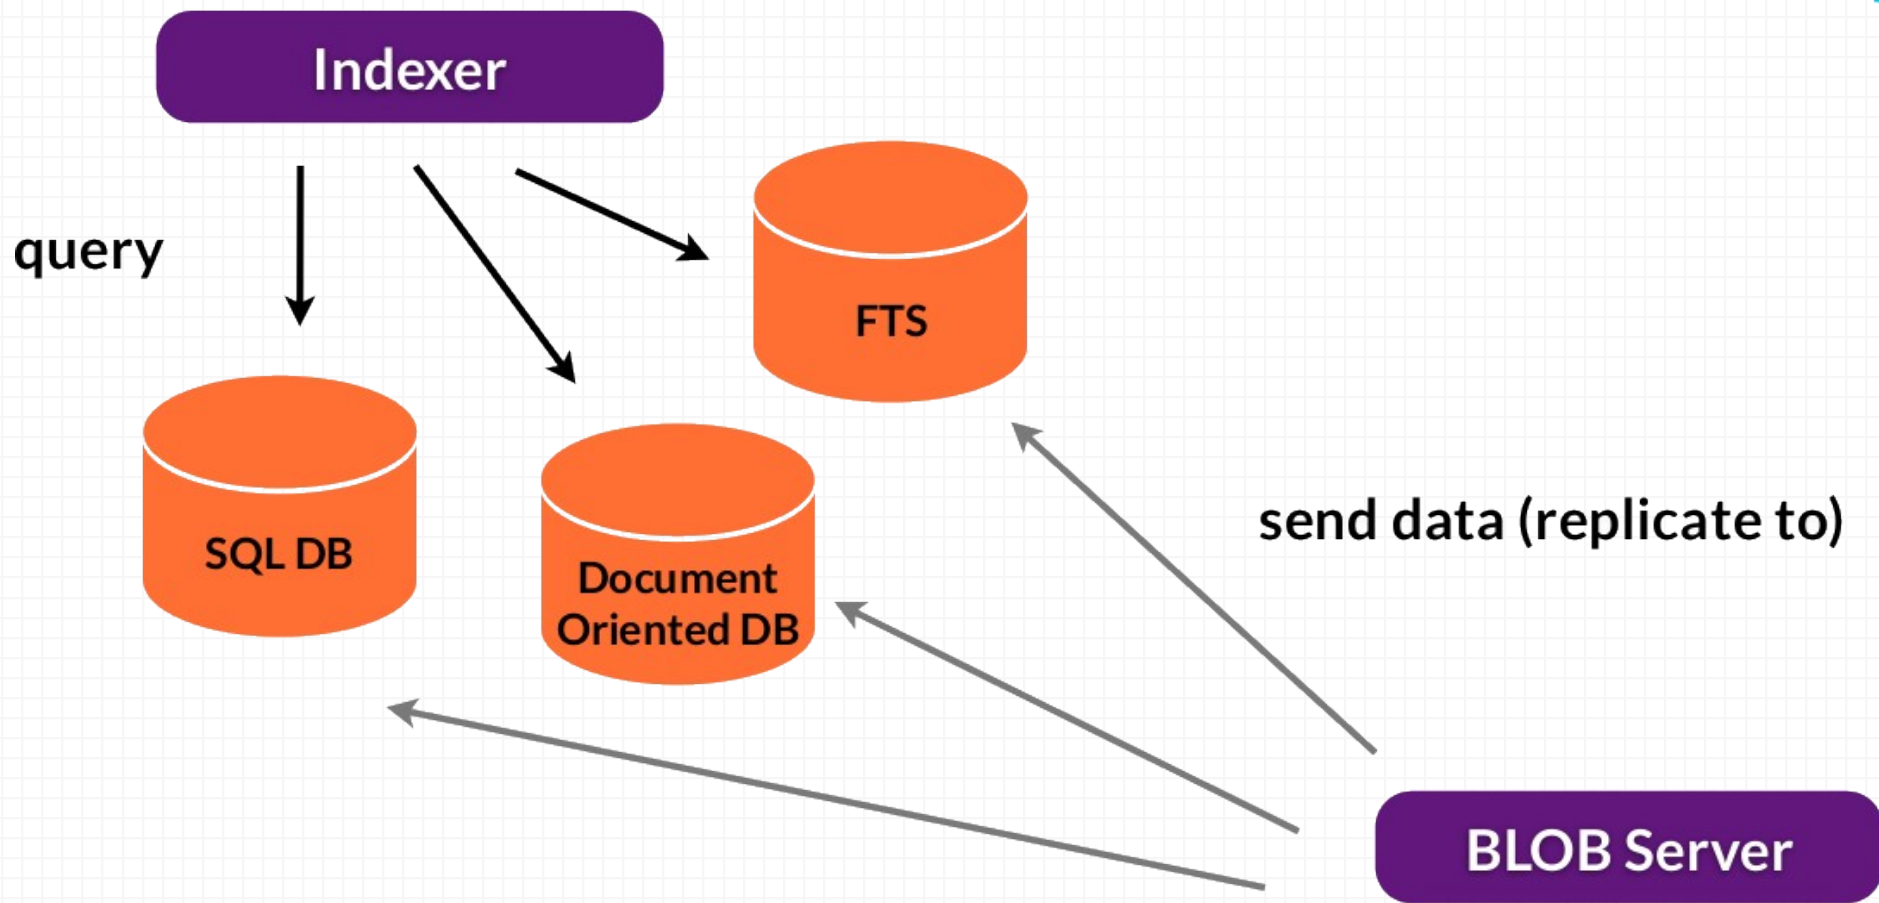 Indexer
query
FTS
SQL DB
Document
Oriented DB
send data (replicate to)
BLOB Server